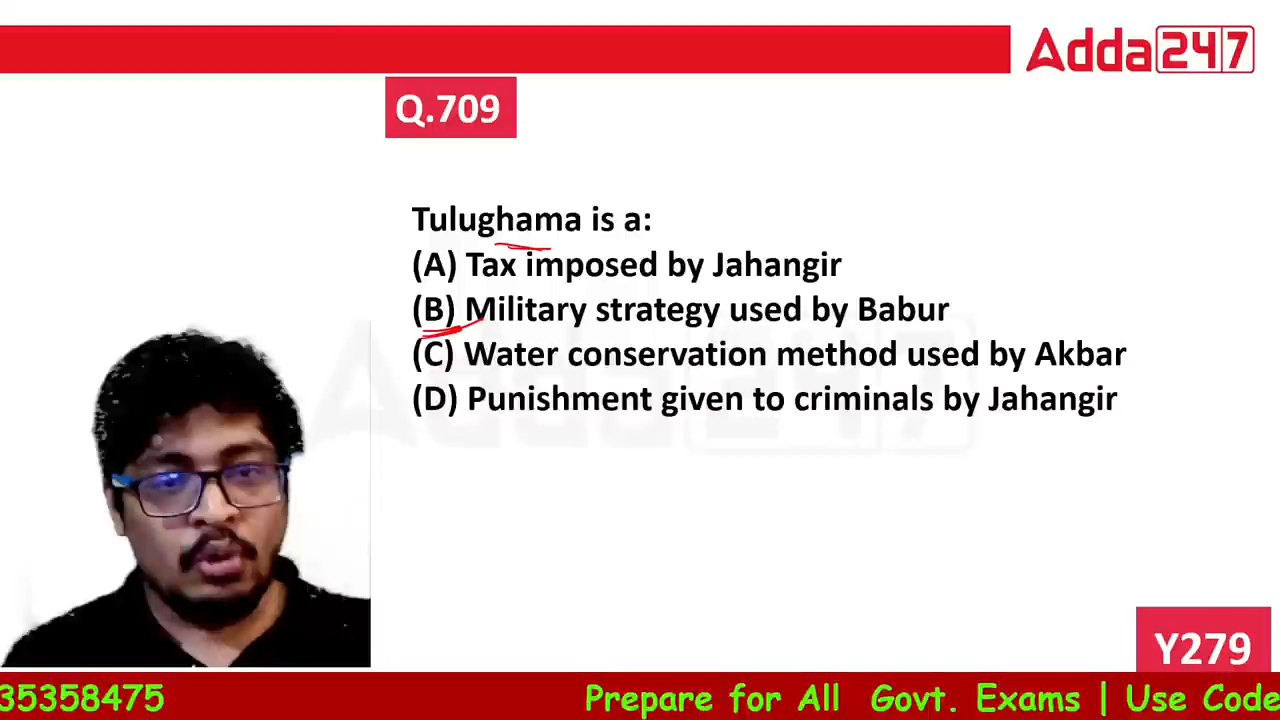 Adda247
Q.709
Tulughama is a:
(A) Tax imposed by Jahangir
(B) Military strategy used by Babur
(C) Water conservation method used by Akbar
(D) Punishment given to criminals by Jahangir
Adda247
Y279
35358475 Prepare for All Govt. Exams | Use Code